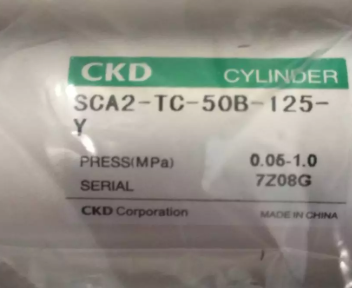 CKD CYLINDER
SCA2-TC-50B-125-
Y
PRESS(MPa) 0.05-1.0
SERIAL 7Z08G
CKD Corporation MADE IN CHINA